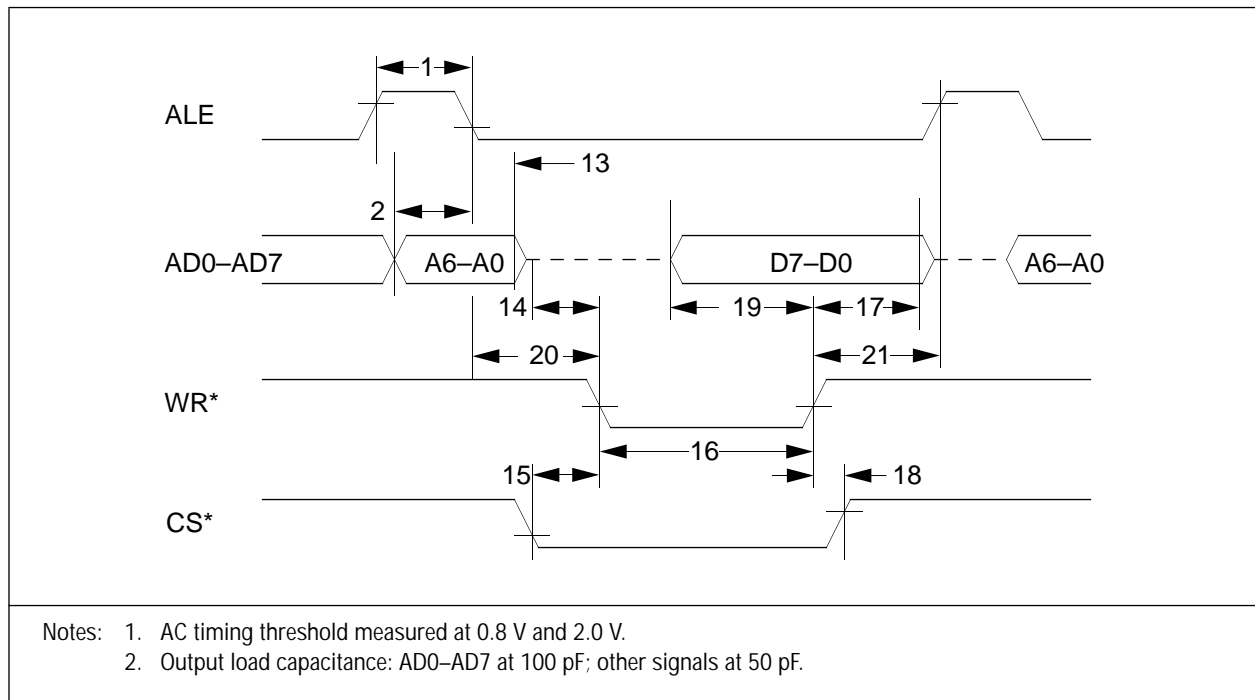 1
ALE
13
2
AD0–AD7 A6–A0 D7–D0 A6–A0
14 19 17
20 21
WR*
16
15 18
CS*
Notes: 1. AC timing threshold measured at 0.8 V and 2.0 V.
2. Output load capacitance: AD0–AD7 at 100 pF; other signals at 50 pF.